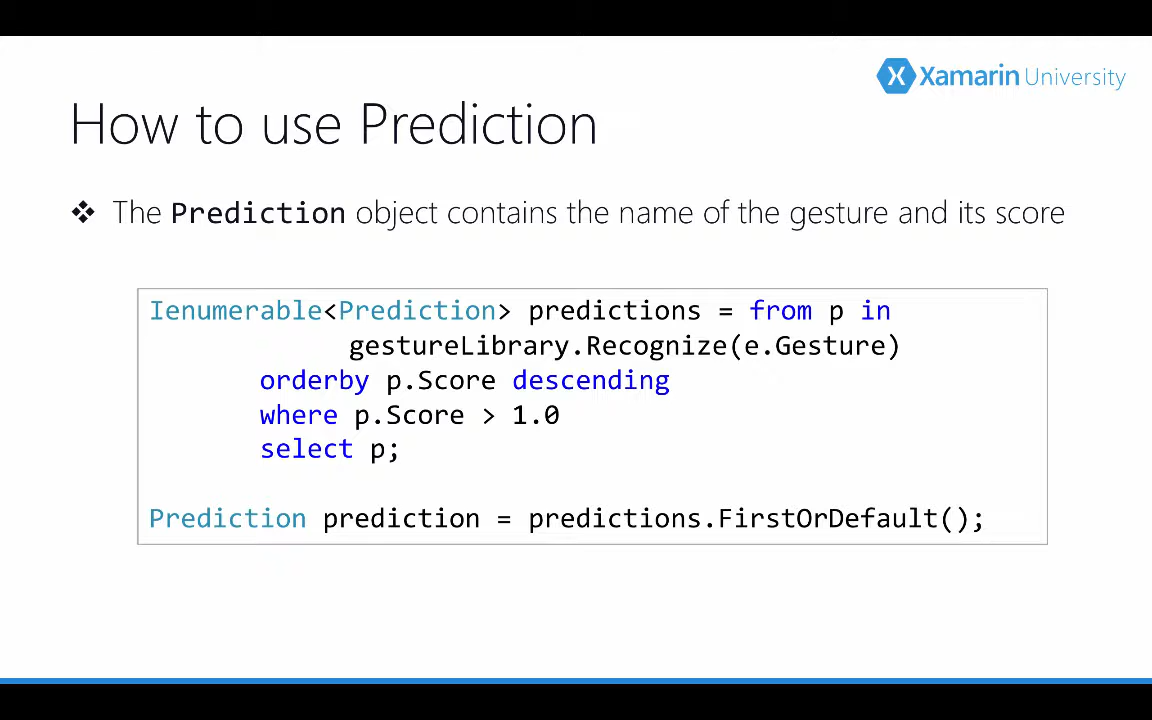 Xamarin University
How to use Prediction
❖ The Prediction object contains the name of the gesture and its score
Ienumerable<Prediction> predictions = from p in
gestureLibrary.Recognize(e.Gesture)
orderby p.Score descending
where p.Score > 1.0
select p;
Prediction prediction = predictions.FirstOrDefault();